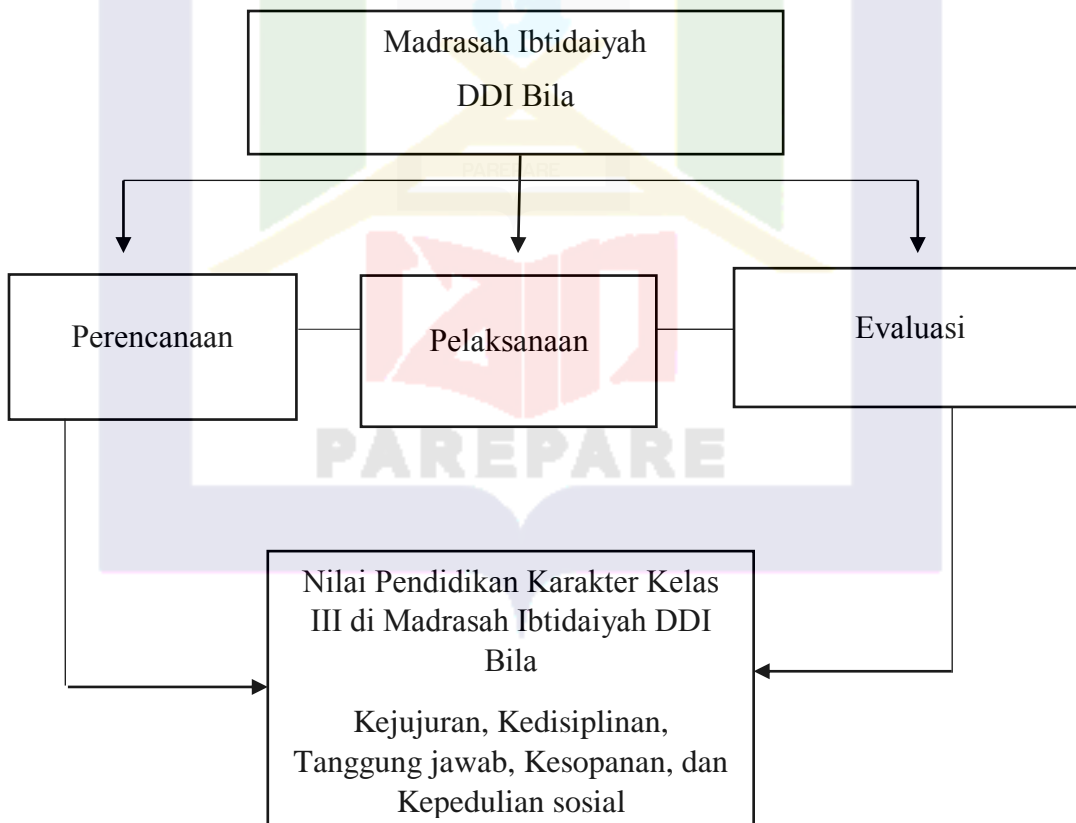 Madrasah Ibtidaiyah
DDI Bila
PAREPARE
Perencanaan
Pelaksanaan
Evaluasi
PAREPARE
Nilai Pendidikan Karakter Kelas
III di Madrasah Ibtidaiyah DDI
Bila
Kejujuran, Kedisiplinan,
Tanggung jawab, Kesopanan, dan
Kepedulian sosial